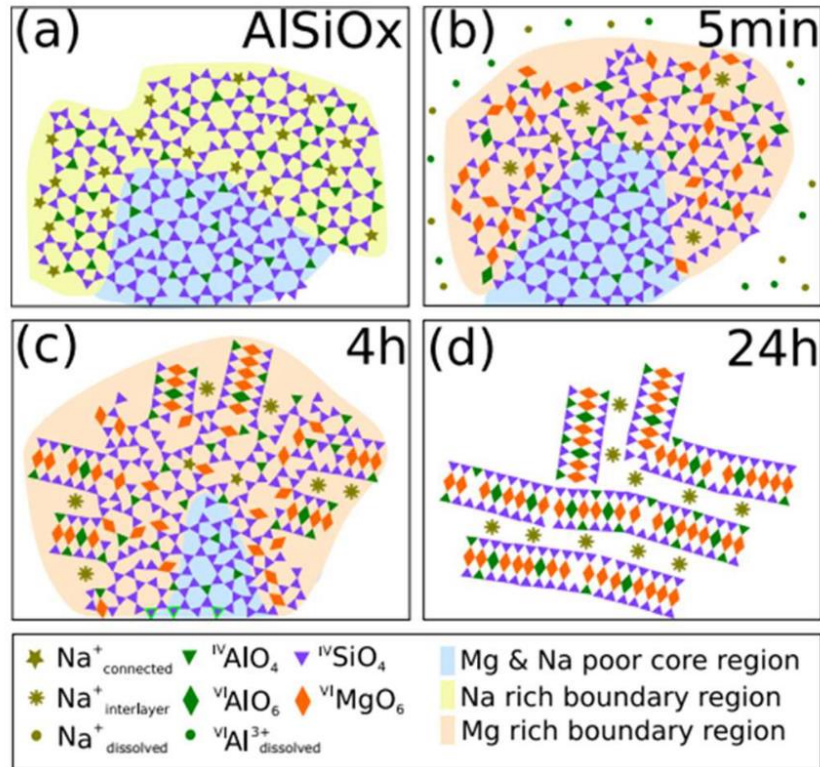 (a) AlSiOx
(b) 5min
(c) 4h
(d) 24h
Na⁺connected ᴵⱽAlO₄ ᴵⱽSiO₄
Na⁺interlayer ⱽᴵAlO₆ ⱽᴵMgO₆
Na⁺dissolved ⱽᴵAl³⁺dissolved
Mg & Na poor core region
Na rich boundary region
Mg rich boundary region